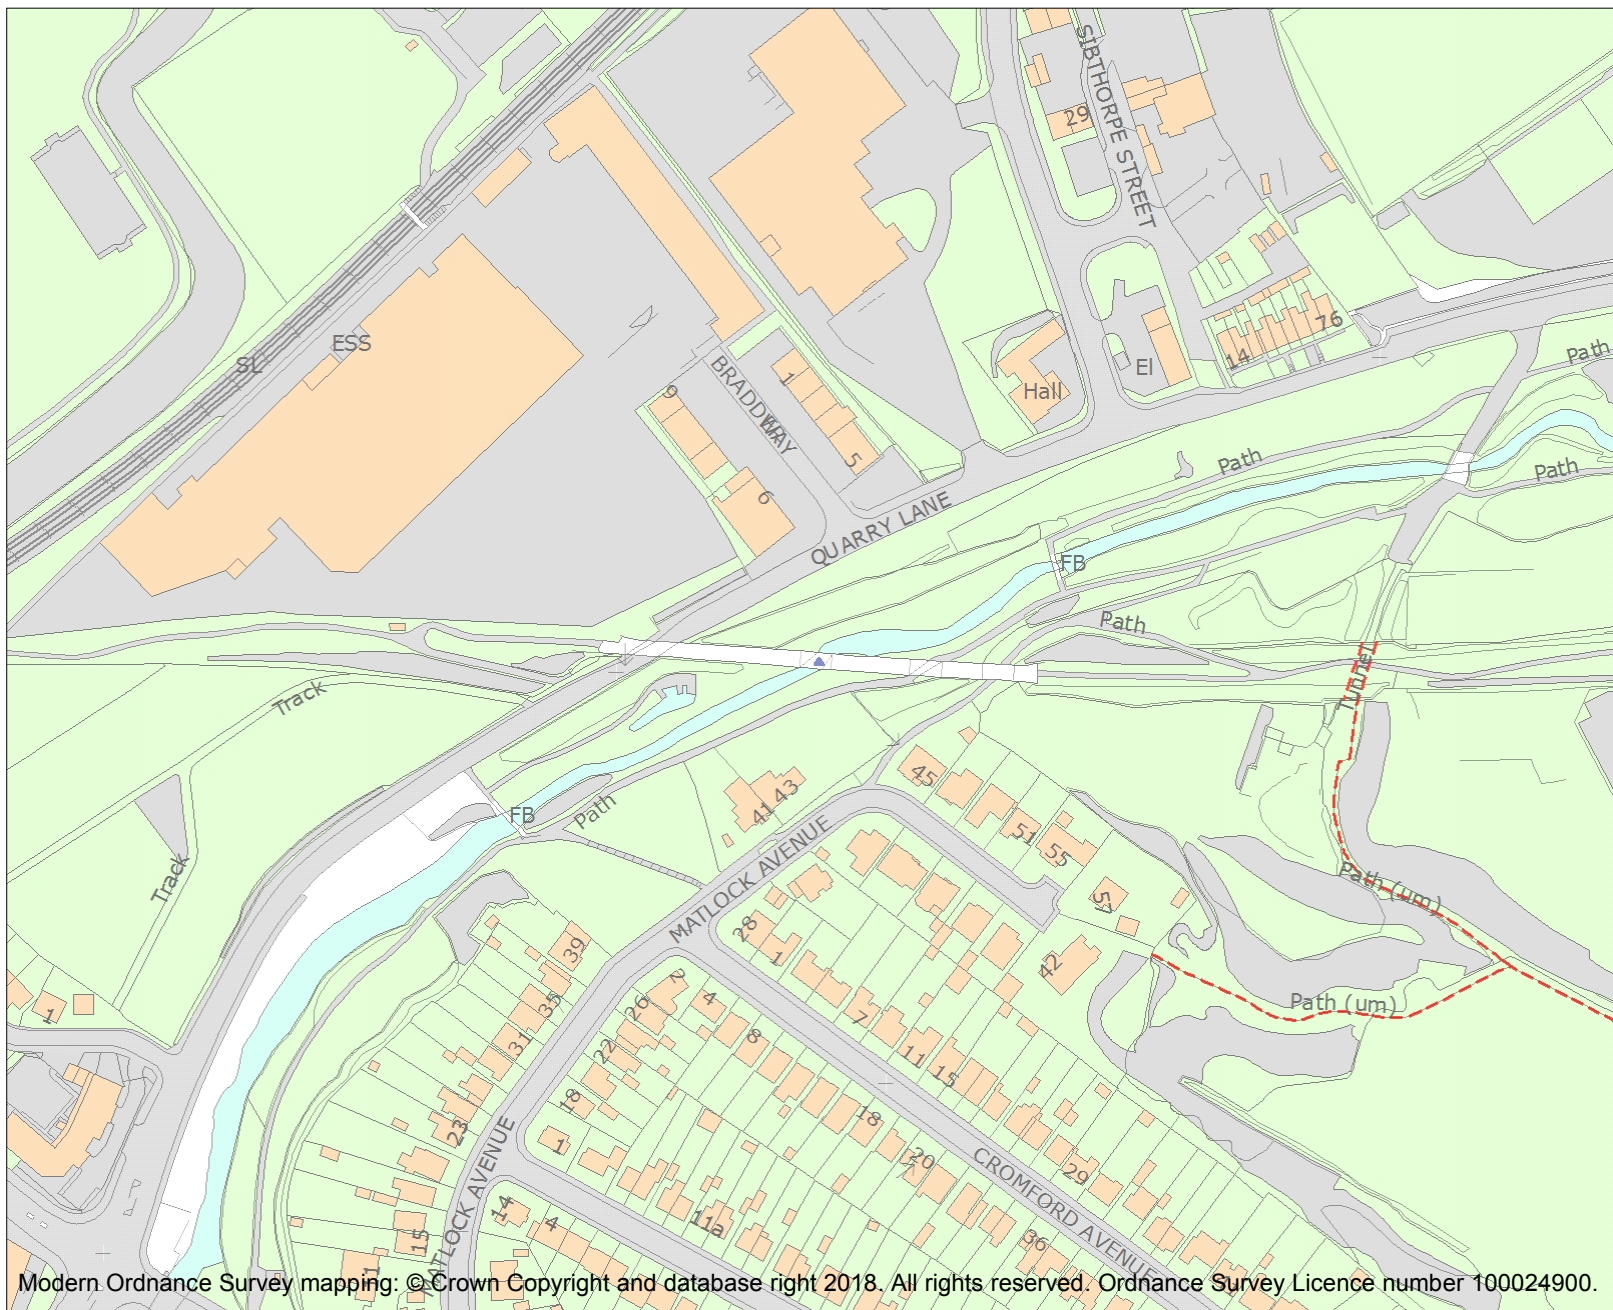 SIBTHORPE STREET
29
ESS
SL
76
14
El
Hall
Path
BRADDER WAY
9
1
5
6
Path
Path
QUARRY LANE
FB
Path
Track
Tunnel
FB
Path
45
41 43
51
55
Track
MATLOCK AVENUE
Path (um)
57
28
1
39
42
1
2
35
4
26
Path (um)
7
31
8
22
11
15
18
18
23
1
20
29
MATLOCK AVENUE
CROMFORD AVENUE
14
4
11a
15
36
11
Modern Ordnance Survey mapping: © Crown Copyright and database right 2018. All rights reserved. Ordnance Survey Licence number 100024900.